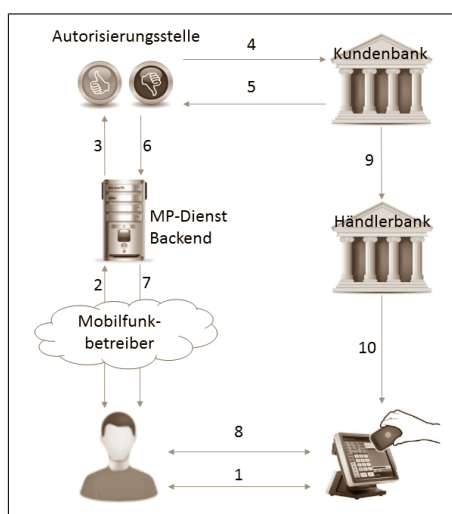 Autorisierungsstelle
4
Kundenbank
5
3
6
9
MP-Dienst
Backend
Händlerbank
2
7
Mobilfunk-
betreiber
10
8
1